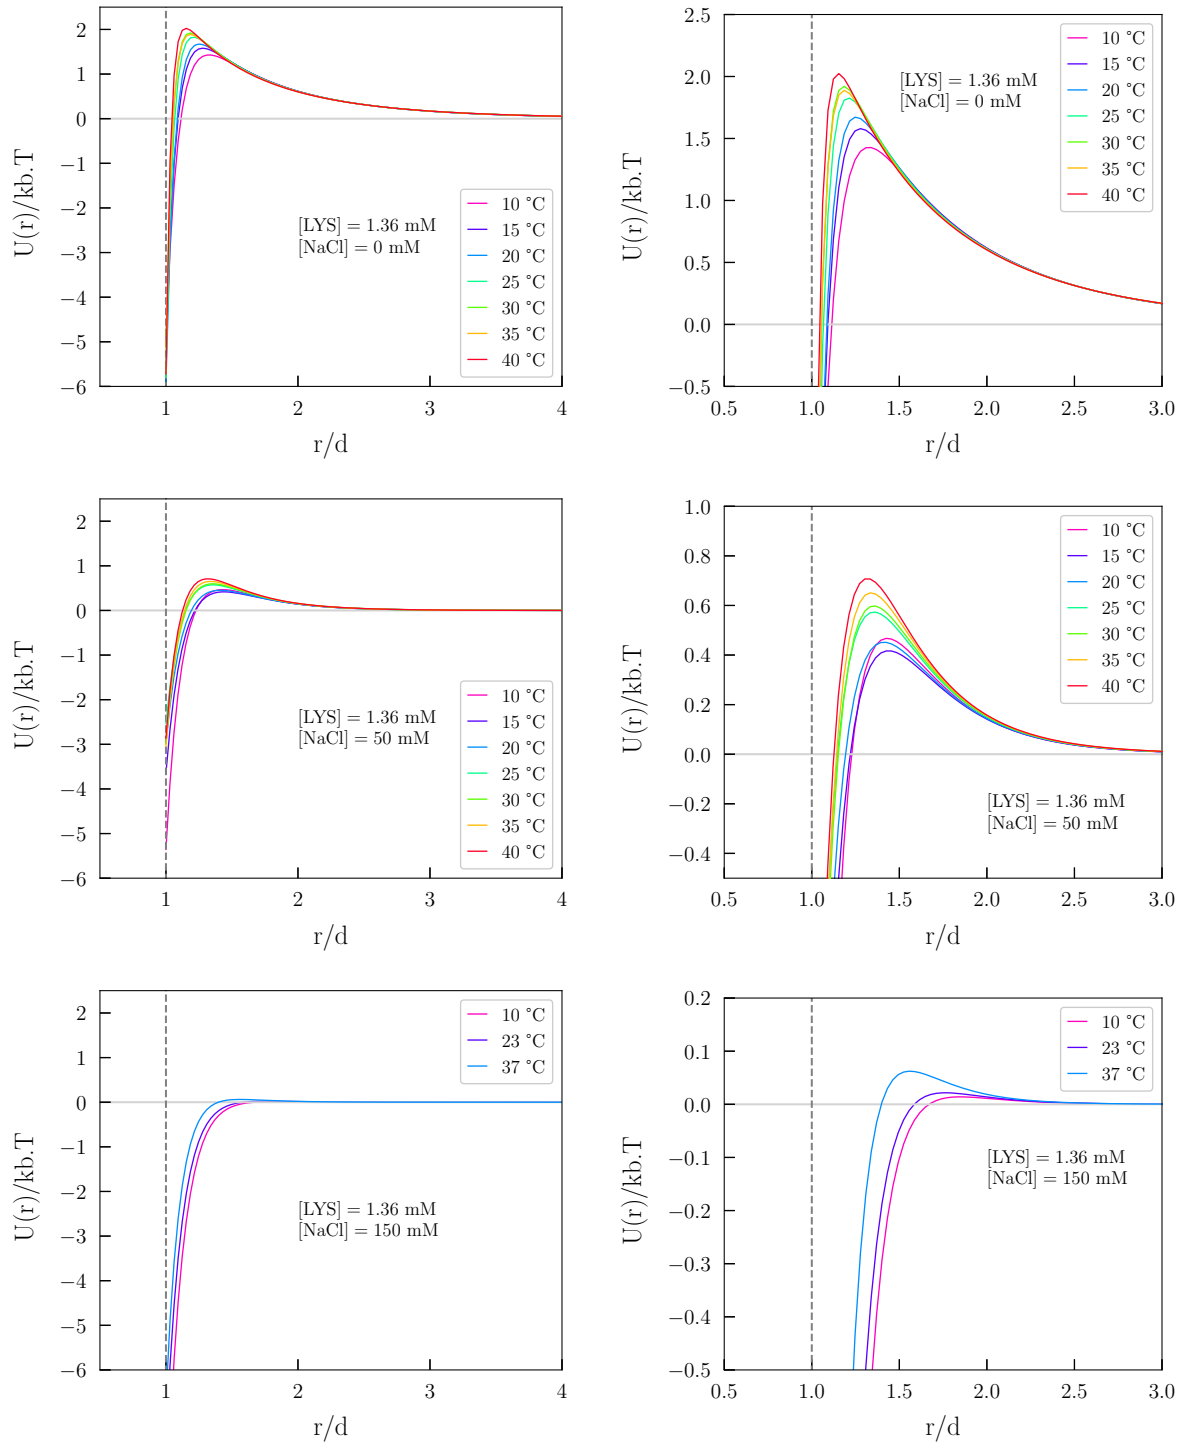 2
1
0
−1
−2
−3
−4
−5
−6
U(r)/kb.T
[LYS] = 1.36 mM
[NaCl] = 0 mM
10 °C
15 °C
20 °C
25 °C
30 °C
35 °C
40 °C
1
2
3
4
r/d
2.5
2.0
1.5
1.0
0.5
0.0
−0.5
U(r)/kb.T
[LYS] = 1.36 mM
[NaCl] = 0 mM
10 °C
15 °C
20 °C
25 °C
30 °C
35 °C
40 °C
0.5
1.0
1.5
2.0
2.5
3.0
r/d
2
1
0
−1
−2
−3
−4
−5
−6
U(r)/kb.T
[LYS] = 1.36 mM
[NaCl] = 50 mM
10 °C
15 °C
20 °C
25 °C
30 °C
35 °C
40 °C
1
2
3
4
r/d
1.0
0.8
0.6
0.4
0.2
0.0
−0.2
−0.4
U(r)/kb.T
10 °C
15 °C
20 °C
25 °C
30 °C
35 °C
40 °C
[LYS] = 1.36 mM
[NaCl] = 50 mM
0.5
1.0
1.5
2.0
2.5
3.0
r/d
2
1
0
−1
−2
−3
−4
−5
−6
U(r)/kb.T
10 °C
23 °C
37 °C
[LYS] = 1.36 mM
[NaCl] = 150 mM
1
2
3
4
r/d
0.2
0.1
0.0
−0.1
−0.2
−0.3
−0.4
−0.5
U(r)/kb.T
10 °C
23 °C
37 °C
[LYS] = 1.36 mM
[NaCl] = 150 mM
0.5
1.0
1.5
2.0
2.5
3.0
r/d